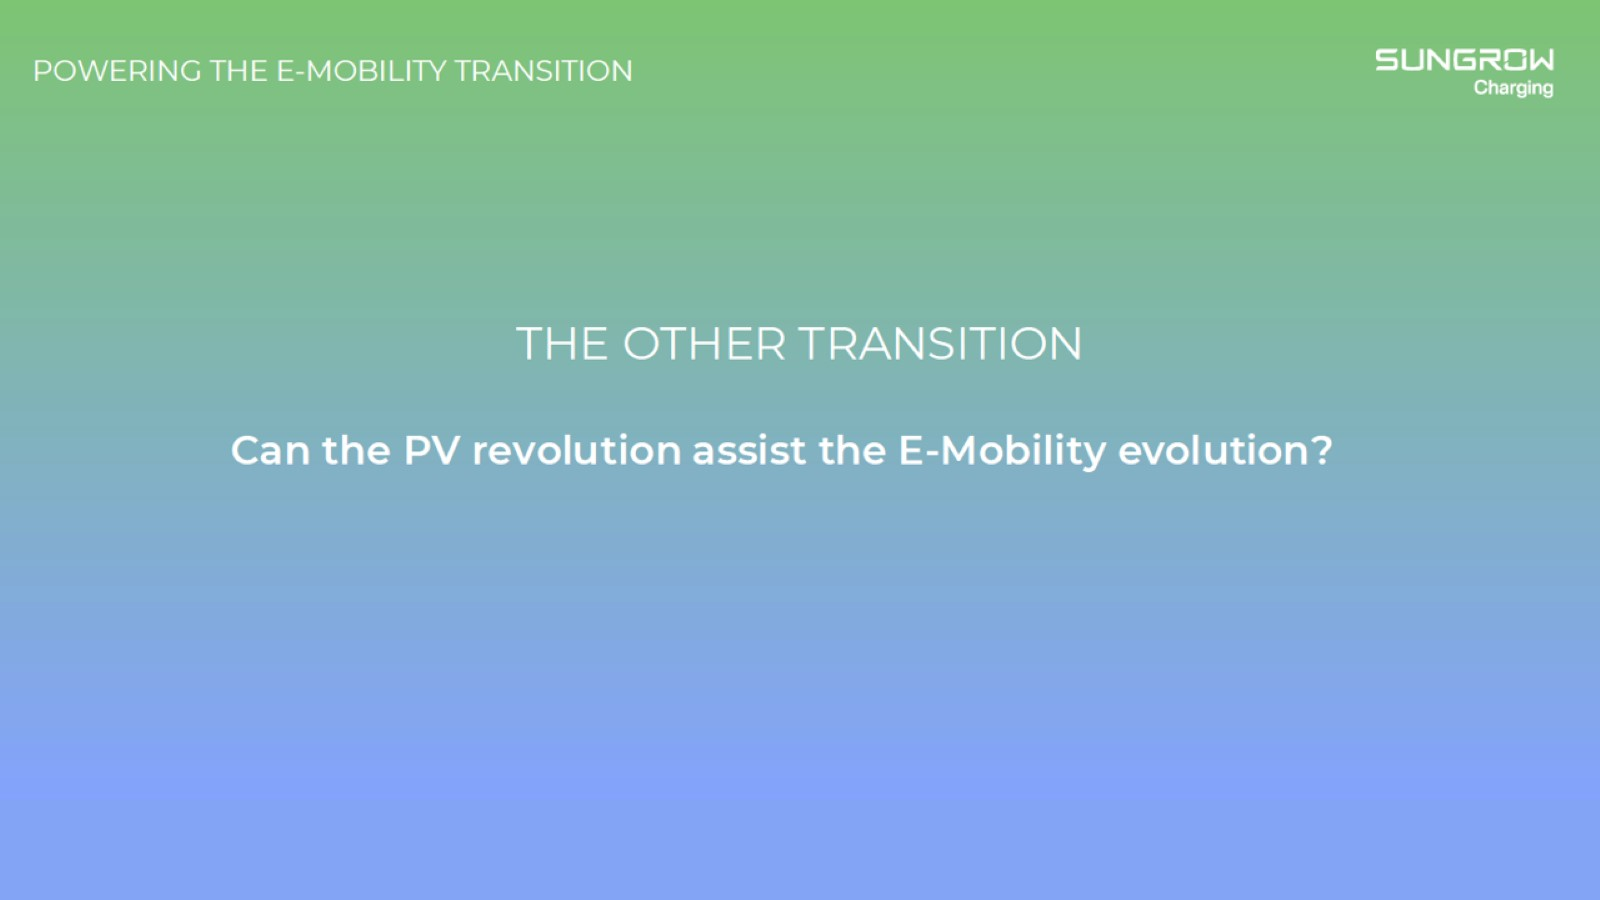 POWERING THE E-MOBILITY TRANSITION
SUNGROW
Charging
THE OTHER TRANSITION
Can the PV revolution assist the E-Mobility evolution?